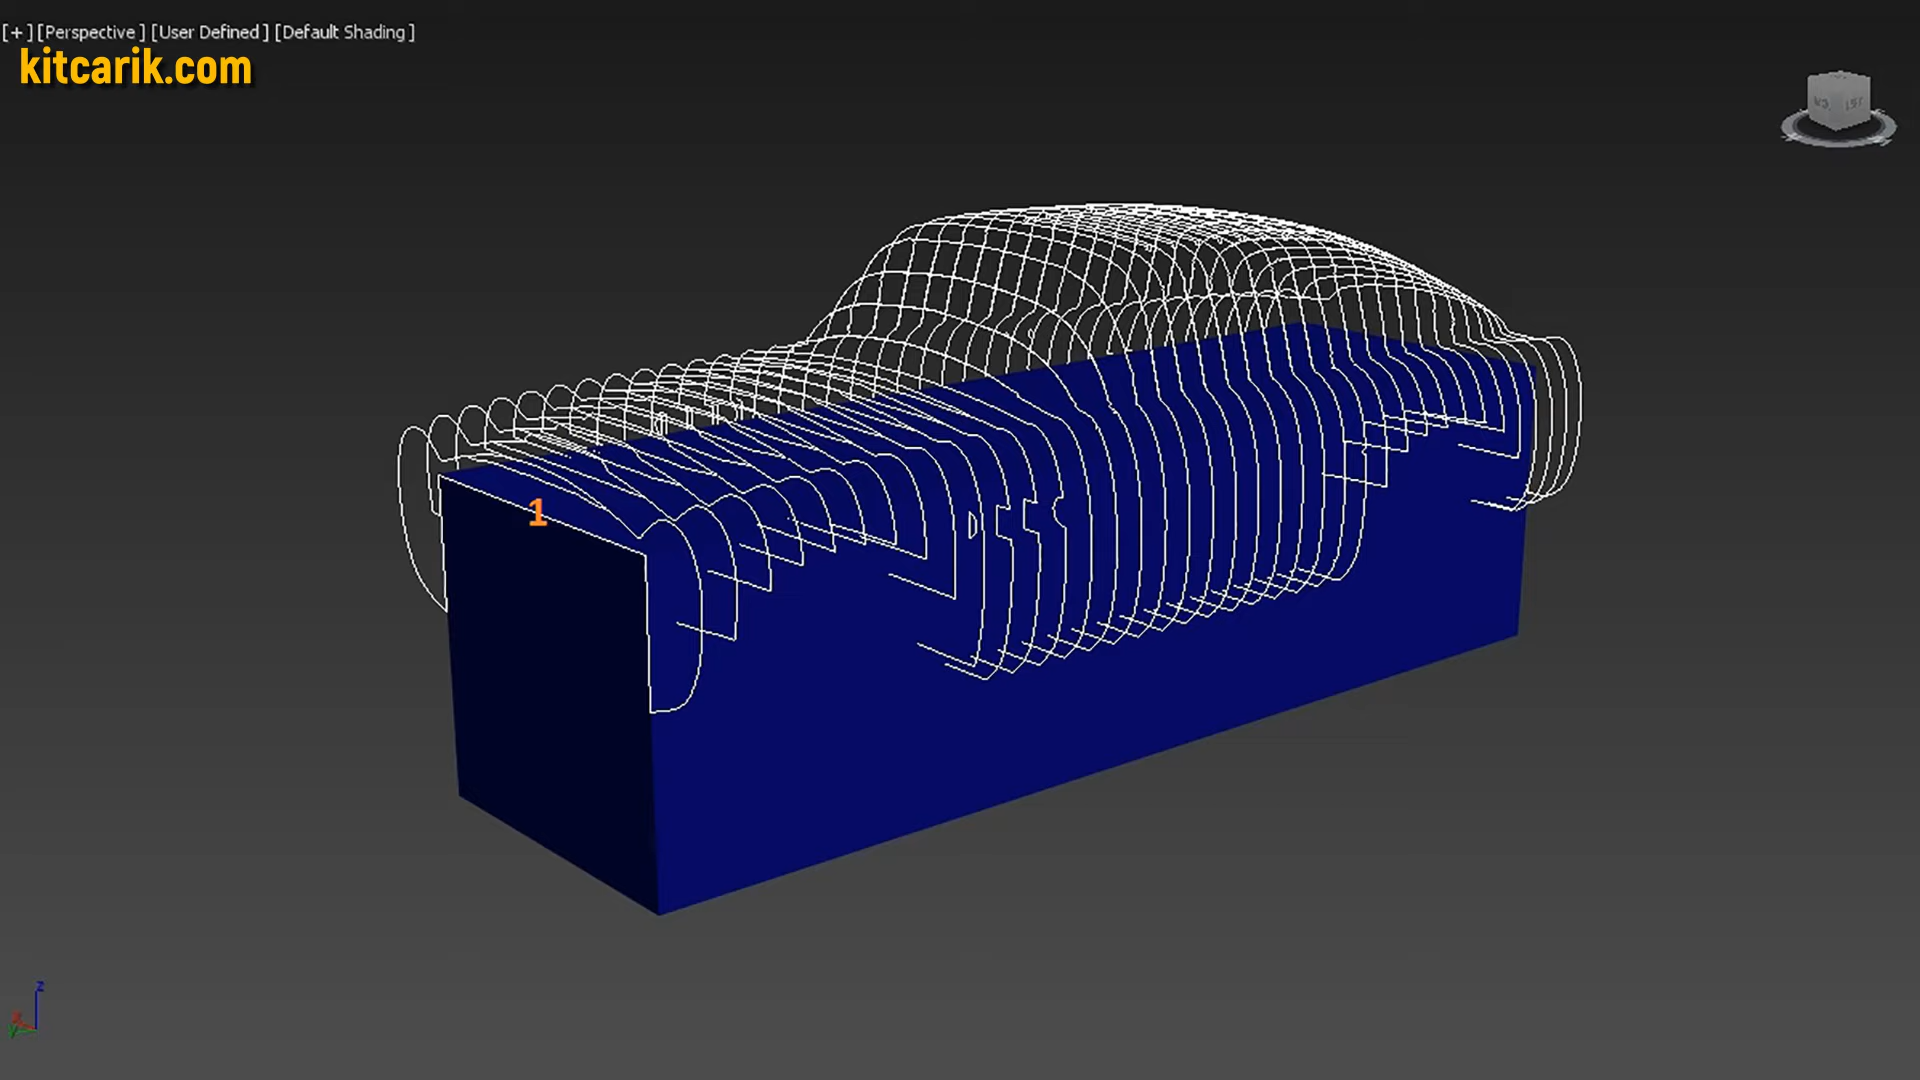 [+] [Perspective ] [User Defined ] [Default Shading ]
kitcarik.com
1
z